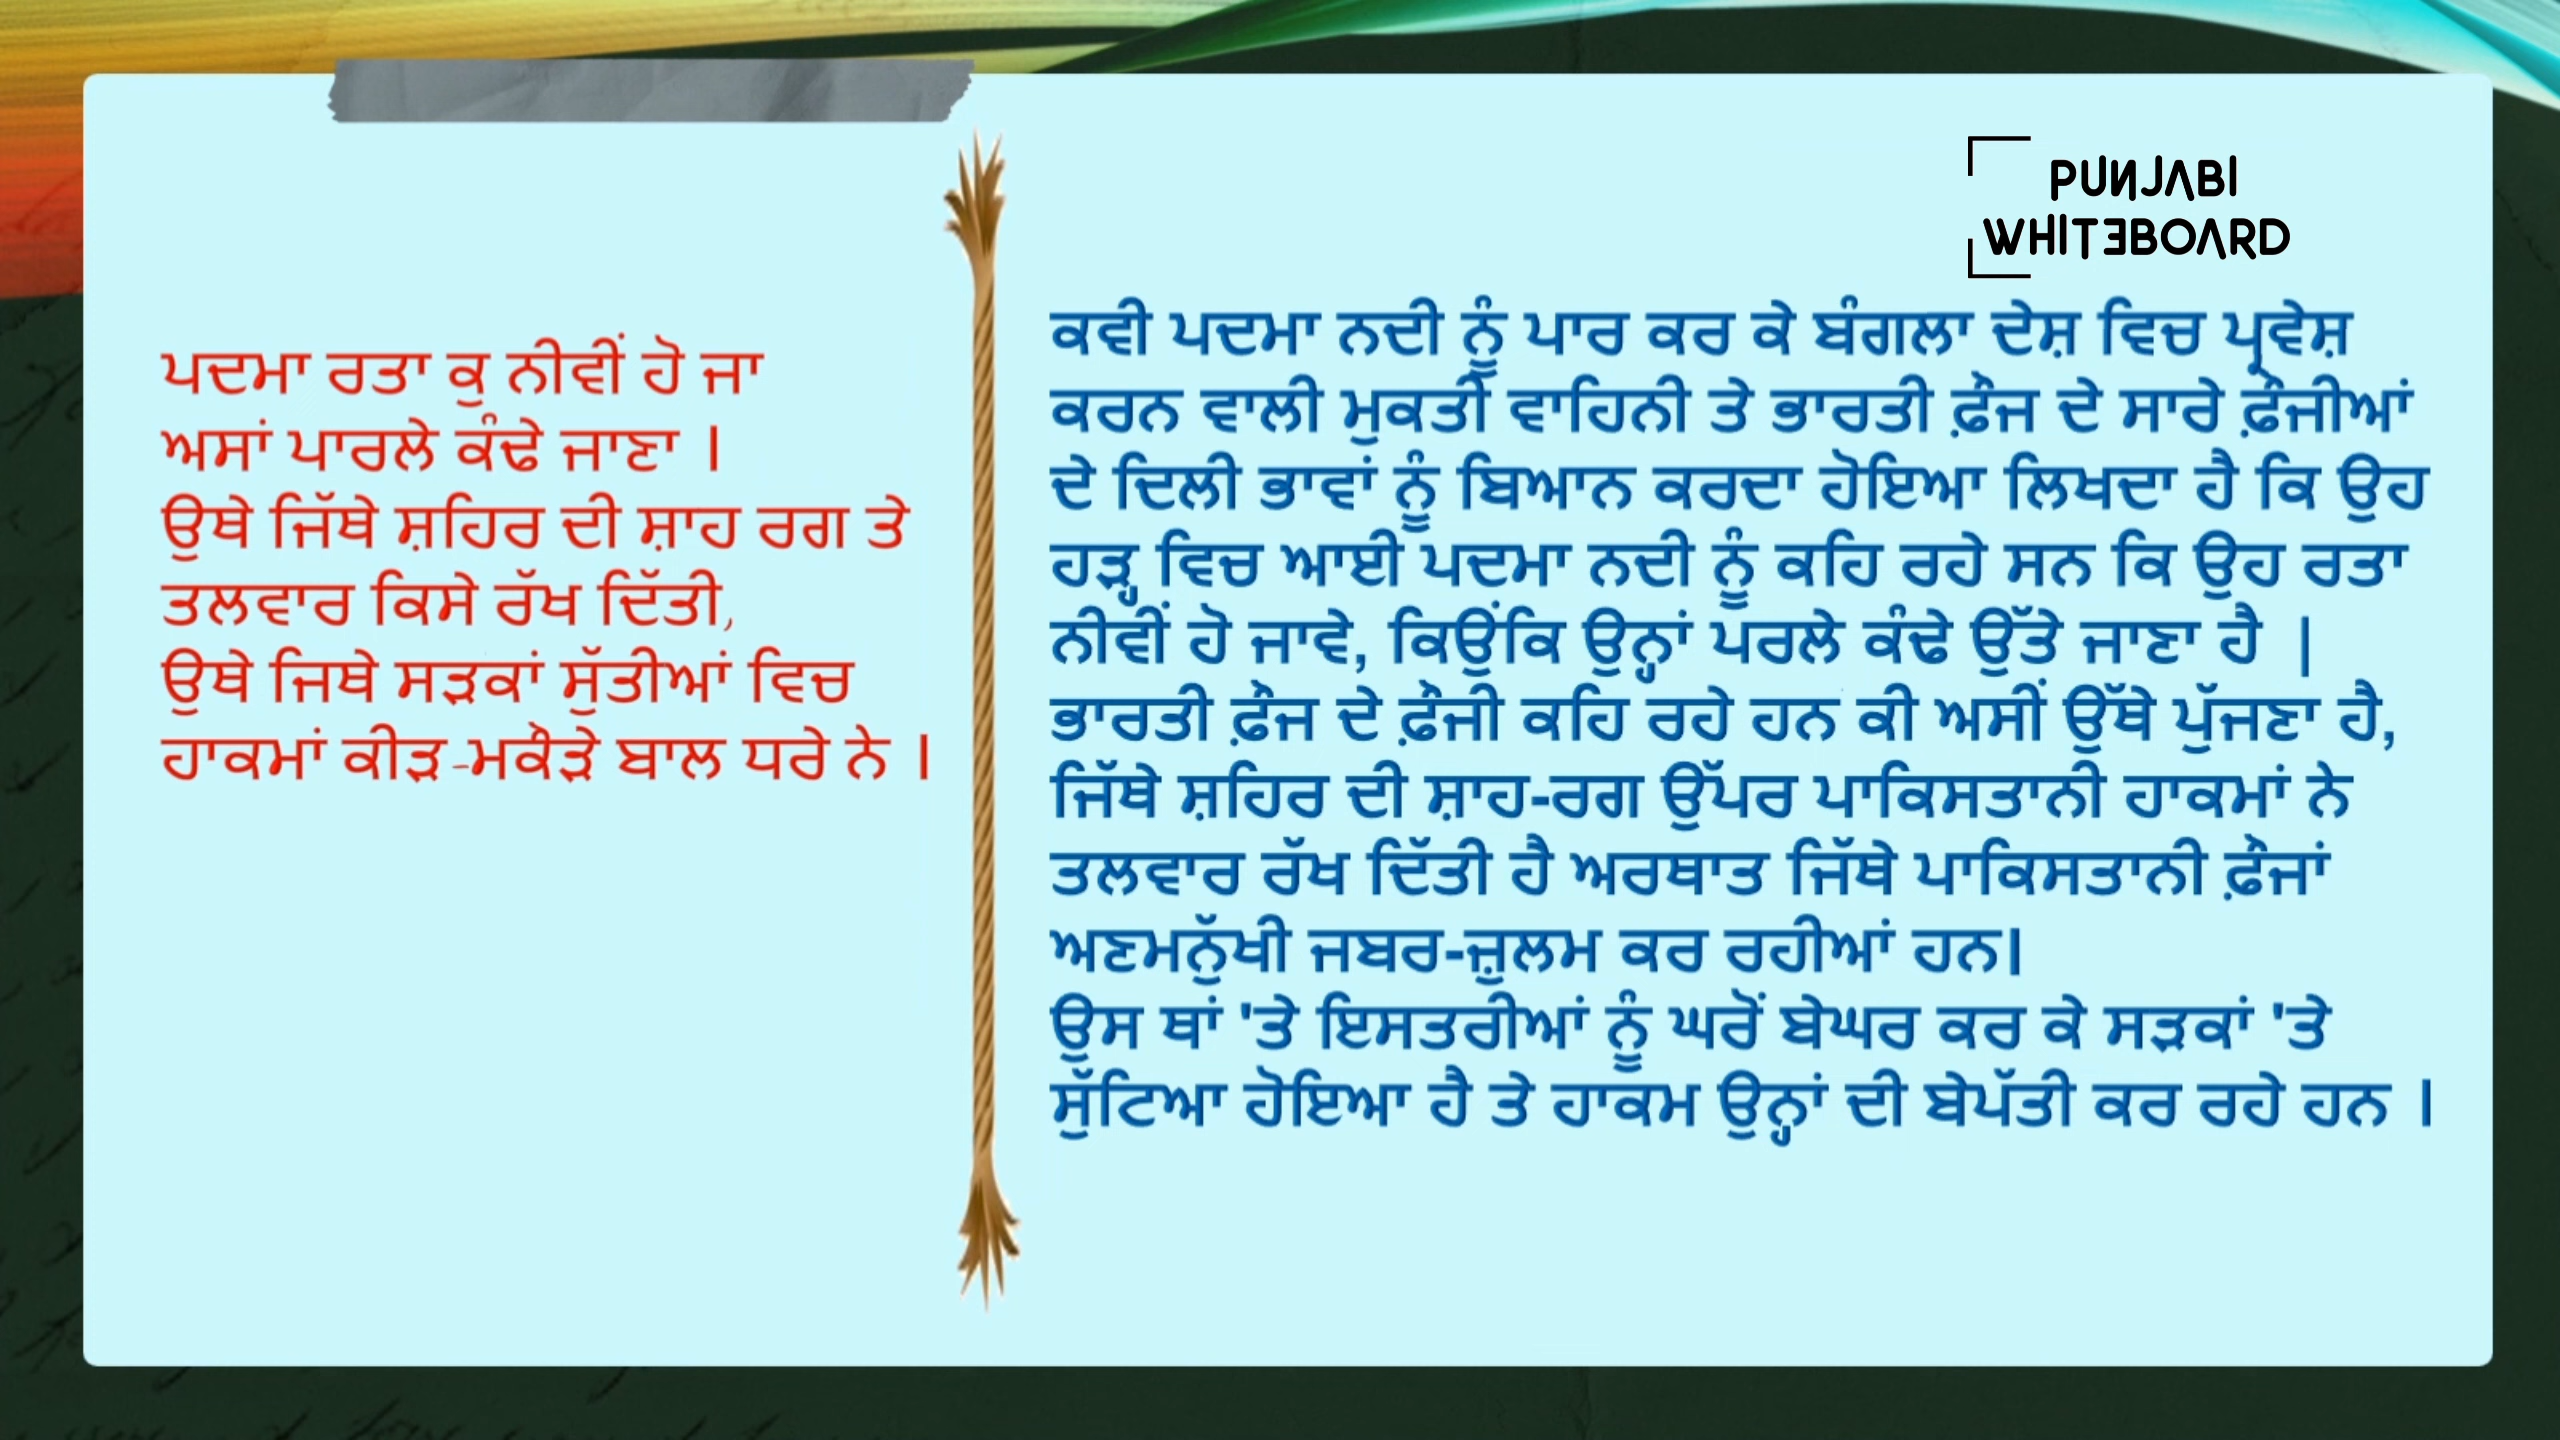 PUNJABI
WHITEBOARD
ਪਦਮਾ ਰਤਾ ਕੁ ਨੀਵੀਂ ਹੋ ਜਾ
ਅਸਾਂ ਪਾਰਲੇ ਕੰਢੇ ਜਾਣਾ ।
ਉਥੇ ਜਿੱਥੇ ਸ਼ਹਿਰ ਦੀ ਸ਼ਾਹ ਰਗ ਤੇ
ਤਲਵਾਰ ਕਿਸੇ ਰੱਖ ਦਿੱਤੀ,
ਉਥੇ ਜਿਥੇ ਸੜਕਾਂ ਸੁੱਤੀਆਂ ਵਿਚ
ਹਾਕਮਾਂ ਕੀੜ-ਮਕੌੜੇ ਬਾਲ ਧਰੇ ਨੇ ।
ਕਵੀ ਪਦਮਾ ਨਦੀ ਨੂੰ ਪਾਰ ਕਰ ਕੇ ਬੰਗਲਾ ਦੇਸ਼ ਵਿਚ ਪ੍ਰਵੇਸ਼
ਕਰਨ ਵਾਲੀ ਮੁਕਤੀ ਵਾਹਿਨੀ ਤੇ ਭਾਰਤੀ ਫ਼ੌਜ ਦੇ ਸਾਰੇ ਫ਼ੌਜੀਆਂ
ਦੇ ਦਿਲੀ ਭਾਵਾਂ ਨੂੰ ਬਿਆਨ ਕਰਦਾ ਹੋਇਆ ਲਿਖਦਾ ਹੈ ਕਿ ਉਹ
ਹੜ੍ਹ ਵਿਚ ਆਈ ਪਦਮਾ ਨਦੀ ਨੂੰ ਕਹਿ ਰਹੇ ਸਨ ਕਿ ਉਹ ਰਤਾ
ਨੀਵੀਂ ਹੋ ਜਾਵੇ, ਕਿਉਂਕਿ ਉਨ੍ਹਾਂ ਪਰਲੇ ਕੰਢੇ ਉੱਤੇ ਜਾਣਾ ਹੈ |
ਭਾਰਤੀ ਫ਼ੌਜ ਦੇ ਫ਼ੌਜੀ ਕਹਿ ਰਹੇ ਹਨ ਕੀ ਅਸੀਂ ਉੱਥੇ ਪੁੱਜਣਾ ਹੈ,
ਜਿੱਥੇ ਸ਼ਹਿਰ ਦੀ ਸ਼ਾਹ-ਰਗ ਉੱਪਰ ਪਾਕਿਸਤਾਨੀ ਹਾਕਮਾਂ ਨੇ
ਤਲਵਾਰ ਰੱਖ ਦਿੱਤੀ ਹੈ ਅਰਥਾਤ ਜਿੱਥੇ ਪਾਕਿਸਤਾਨੀ ਫ਼ੌਜਾਂ
ਅਣਮਨੁੱਖੀ ਜਬਰ-ਜ਼ੁਲਮ ਕਰ ਰਹੀਆਂ ਹਨ।
ਉਸ ਥਾਂ 'ਤੇ ਇਸਤਰੀਆਂ ਨੂੰ ਘਰੋਂ ਬੇਘਰ ਕਰ ਕੇ ਸੜਕਾਂ 'ਤੇ
ਸੁੱਟਿਆ ਹੋਇਆ ਹੈ ਤੇ ਹਾਕਮ ਉਨ੍ਹਾਂ ਦੀ ਬੇਪੱਤੀ ਕਰ ਰਹੇ ਹਨ ।